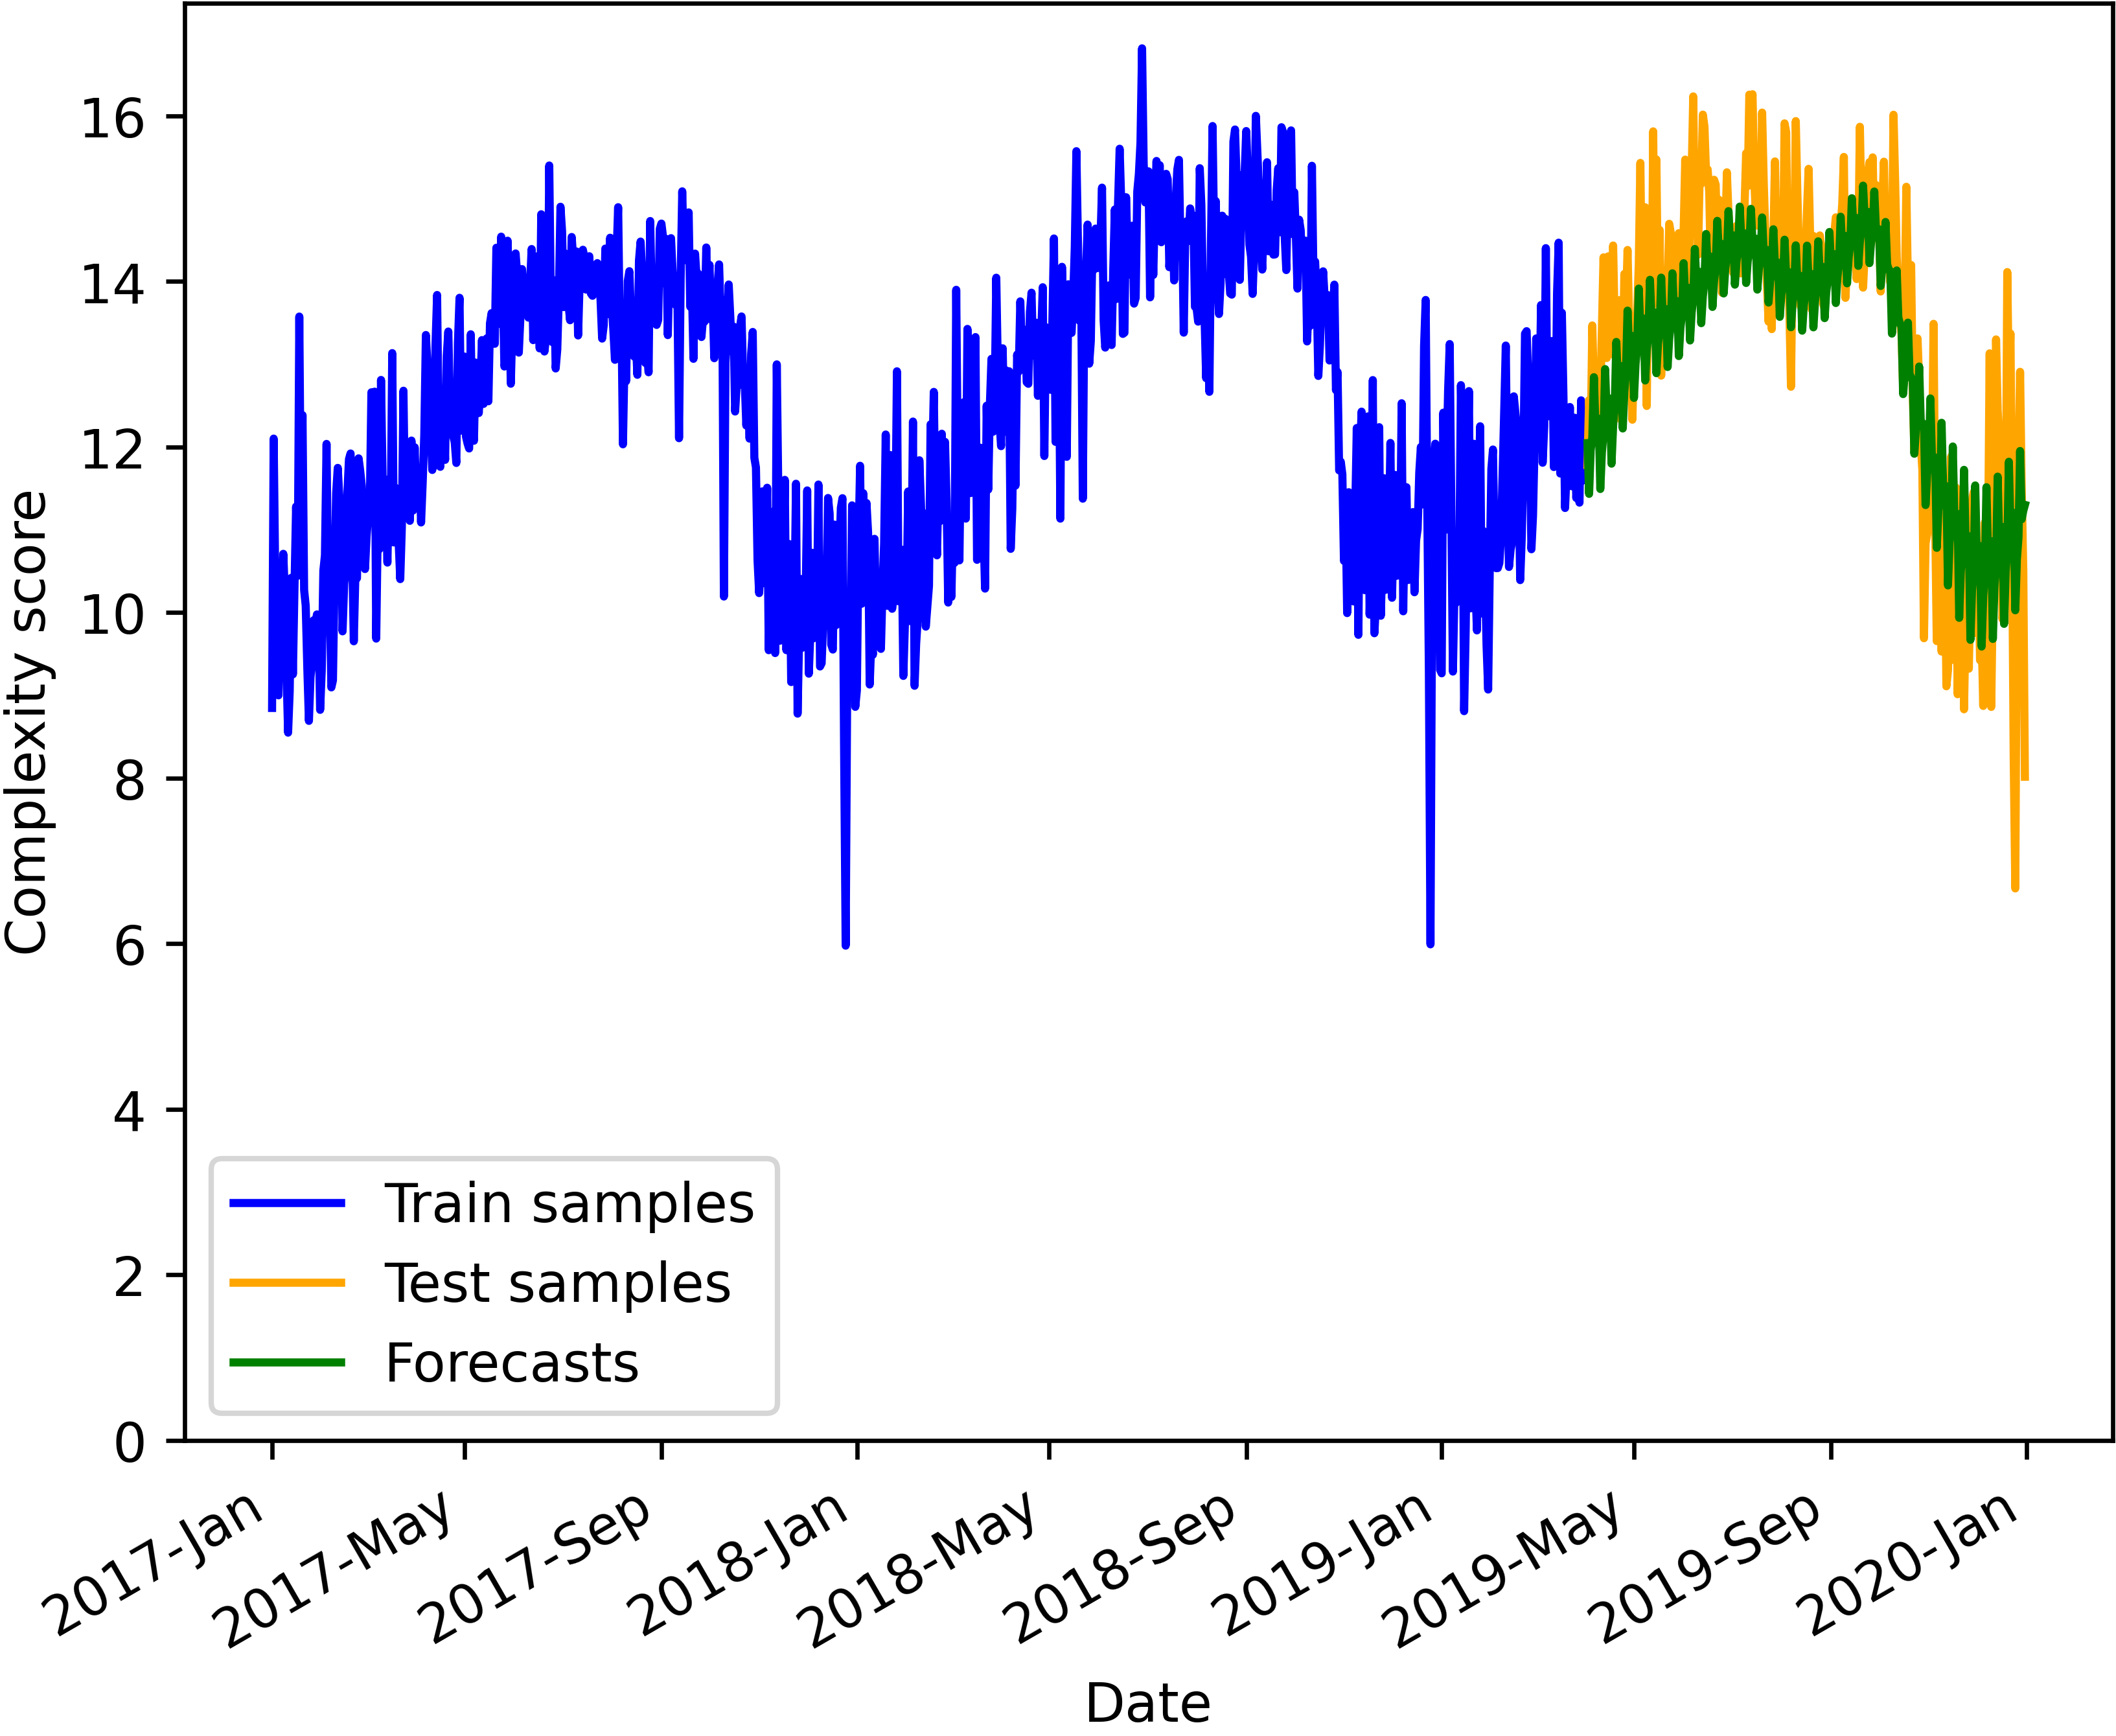 Complexity score
16
14
12
10
8
6
4
2
0
Train samples
Test samples
Forecasts
2017-Jan
2017-May
2017-Sep
2018-Jan
2018-May
2018-Sep
2019-Jan
2019-May
2019-Sep
2020-Jan
Date